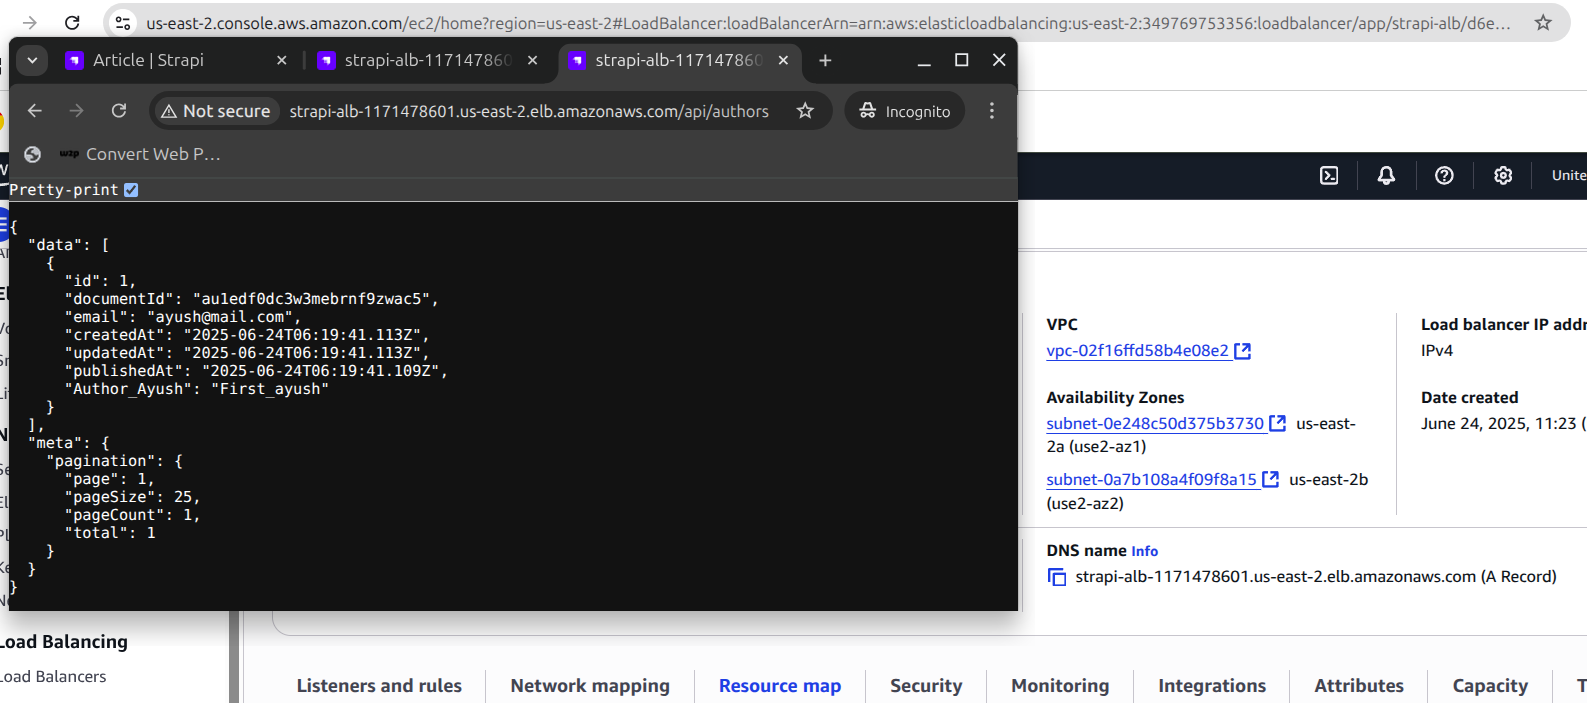 us-east-2.console.aws.amazon.com/ec2/home?region=us-east-2#LoadBalancer:loadBalancerArn=arn:aws:elasticloadbalancing:us-east-2:349769753356:loadbalancer/app/strapi-alb/d6e...
Article | Strapi
strapi-alb-1171478601
strapi-alb-1171478601
Not secure
strapi-alb-1171478601.us-east-2.elb.amazonaws.com/api/authors
Incognito
w2p Convert Web P...
Pretty-print
{
"data": [
{
"id": 1,
"documentId": "au1edf0dc3w3mebrnf9zwac5",
"email": "ayush@mail.com",
"createdAt": "2025-06-24T06:19:41.113Z",
"updatedAt": "2025-06-24T06:19:41.113Z",
"publishedAt": "2025-06-24T06:19:41.109Z",
"Author_Ayush": "First_ayush"
}
],
"meta": {
"pagination": {
"page": 1,
"pageSize": 25,
"pageCount": 1,
"total": 1
}
}
}
Unite
VPC
vpc-02f16ffd58b4e08e2
Availability Zones
subnet-0e248c50d375b3730 us-east-
2a (use2-az1)
subnet-0a7b108a4f09f8a15 us-east-2b
(use2-az2)
Load balancer IP addr
IPv4
Date created
June 24, 2025, 11:23 (
DNS name Info
strapi-alb-1171478601.us-east-2.elb.amazonaws.com (A Record)
Load Balancing
Load Balancers
Listeners and rules
Network mapping
Resource map
Security
Monitoring
Integrations
Attributes
Capacity
T